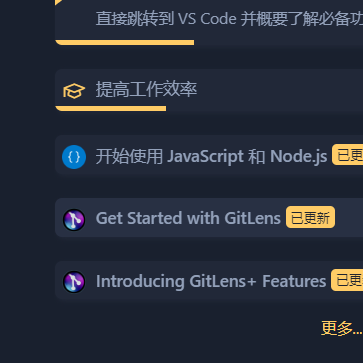 直接跳转到 VS Code 并概要了解必备功
提高工作效率
开始使用 JavaScript 和 Node.js 已更
Get Started with GitLens 已更新
Introducing GitLens+ Features 已更
更多...